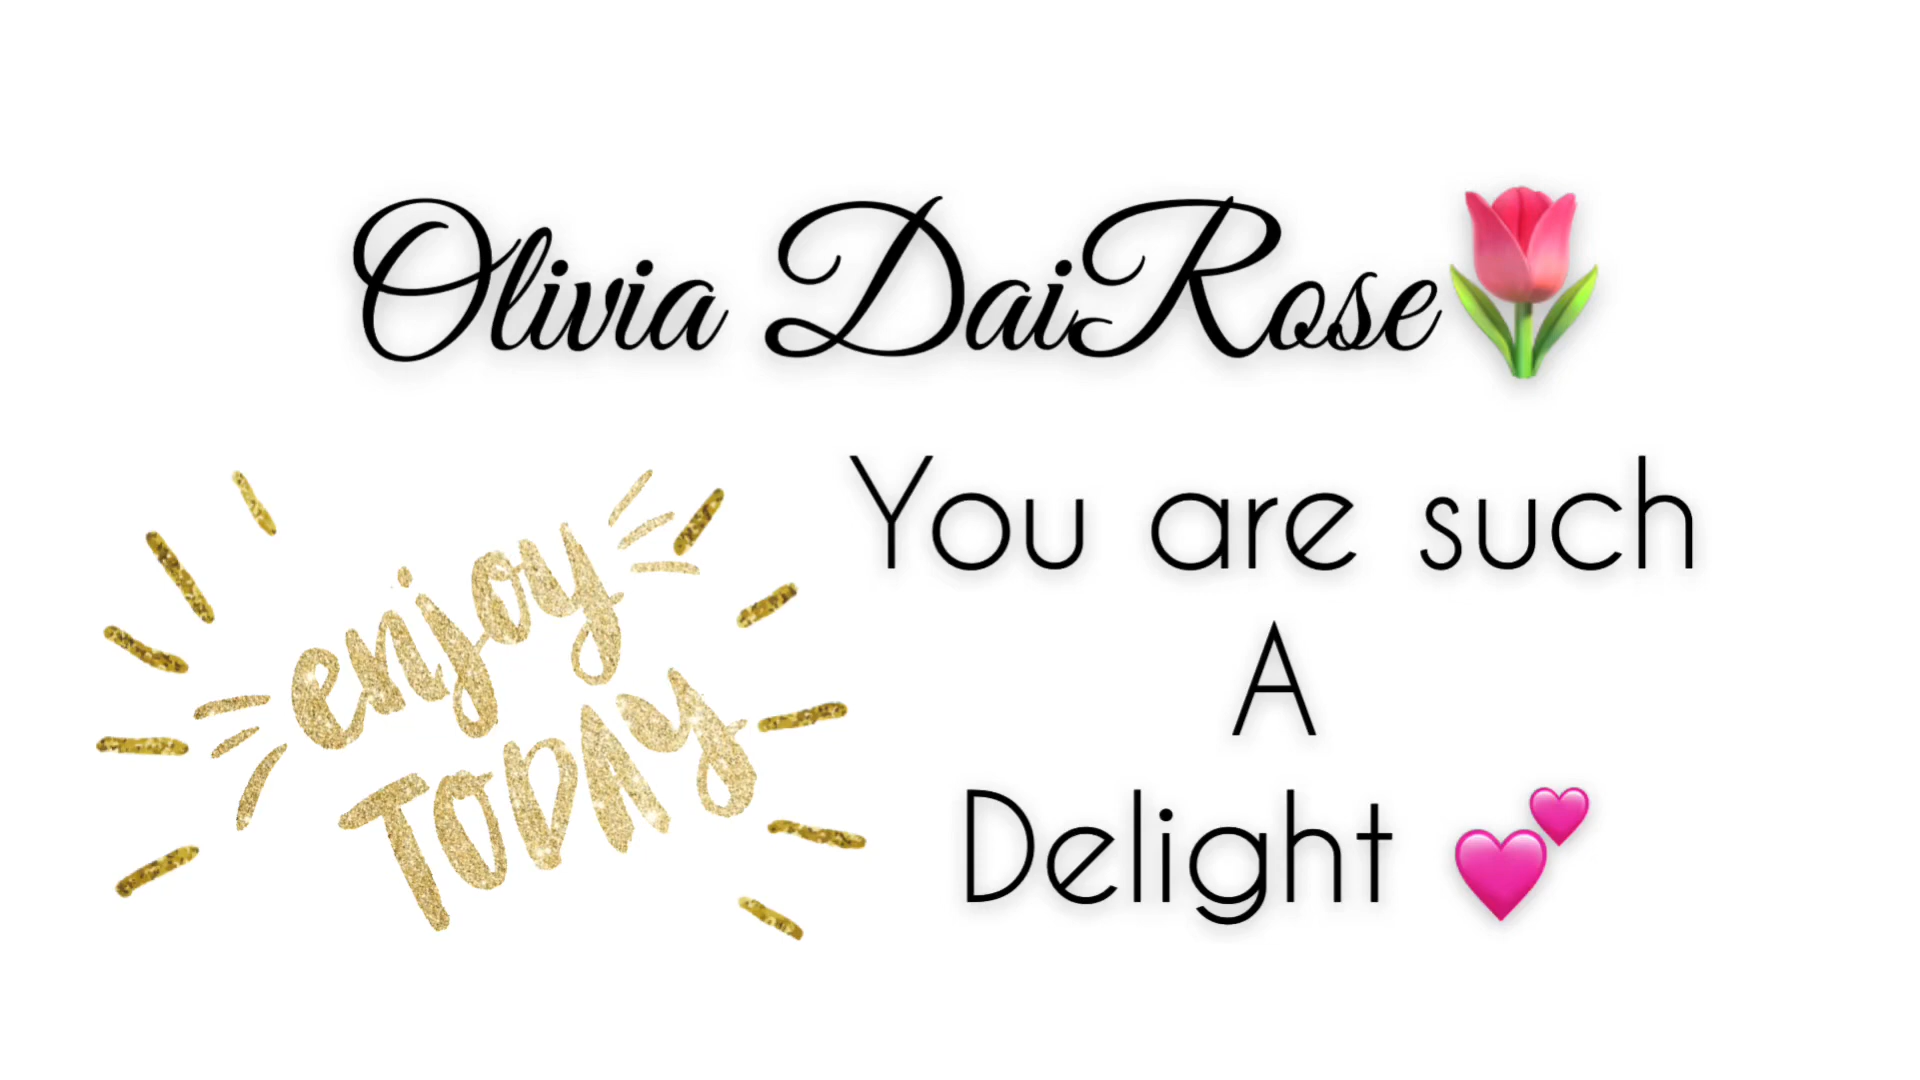 Olivia DaiRose🌷
You are such
A
Delight 💕
enjoy
TODAY